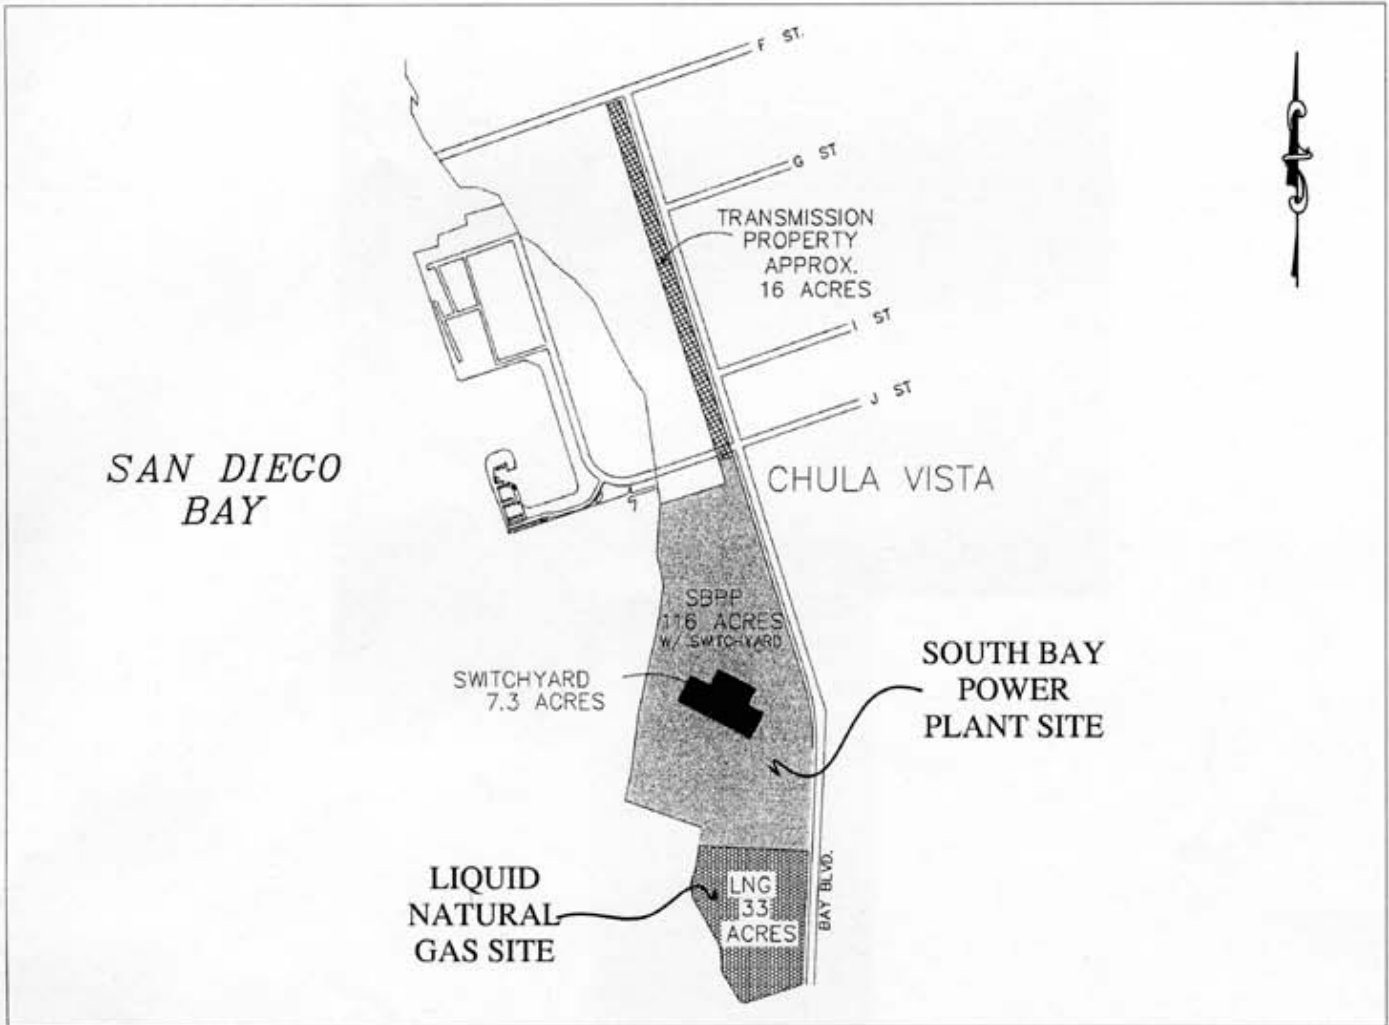 F ST.
G ST
TRANSMISSION
PROPERTY
APPROX.
16 ACRES
I ST
J ST
SAN DIEGO
BAY
CHULA VISTA
SBPP
116 ACRES
W/ SWITCHYARD
SWITCHYARD
7.3 ACRES
SOUTH BAY
POWER
PLANT SITE
LIQUID
NATURAL
GAS SITE
LNG
33
ACRES
BAY BLVD.